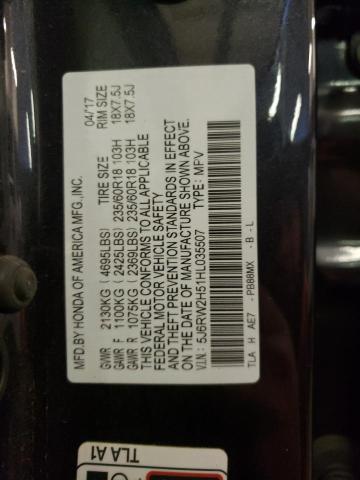 MFD.BY HONDA OF AMERICA MFG.,INC. 04/17
TIRE SIZE RIM SIZE
GVWR 2130KG (4695LBS)
GAWR F 1100KG (2425LBS) 235/60R18 103H 18X7.5J
GAWR R 1075KG (2369LBS) 235/60R18 103H 18X7.5J
THIS VEHICLE CONFORMS TO ALL APPLICABLE
FEDERAL MOTOR VEHICLE SAFETY
AND THEFT PREVENTION STANDARDS IN EFFECT
ON THE DATE OF MANUFACTURE SHOWN ABOVE.
V.I.N.: 5J6RW2H51HL035507 TYPE: MPV
TLA H AE7 - PB88MX - B - L
TLA A1